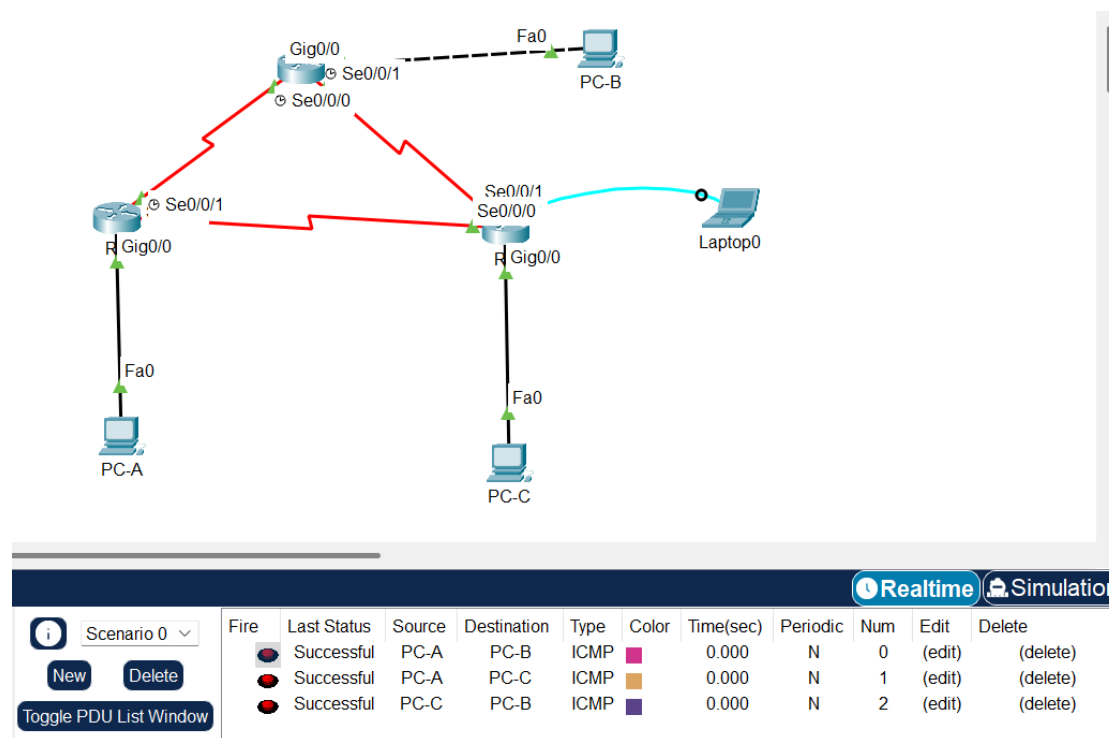 Gig0/0
Fa0
Se0/0/1
PC-B
Se0/0/0
Se0/0/1
Se0/0/1
Se0/0/0
Laptop0
R Gig0/0
R Gig0/0
Fa0
Fa0
PC-A
PC-C
Realtime Simulation
Scenario 0
New Delete
Toggle PDU List Window
Fire Last Status Source Destination Type Color Time(sec) Periodic Num Edit Delete
Successful PC-A PC-B ICMP 0.000 N 0 (edit) (delete)
Successful PC-A PC-C ICMP 0.000 N 1 (edit) (delete)
Successful PC-C PC-B ICMP 0.000 N 2 (edit) (delete)